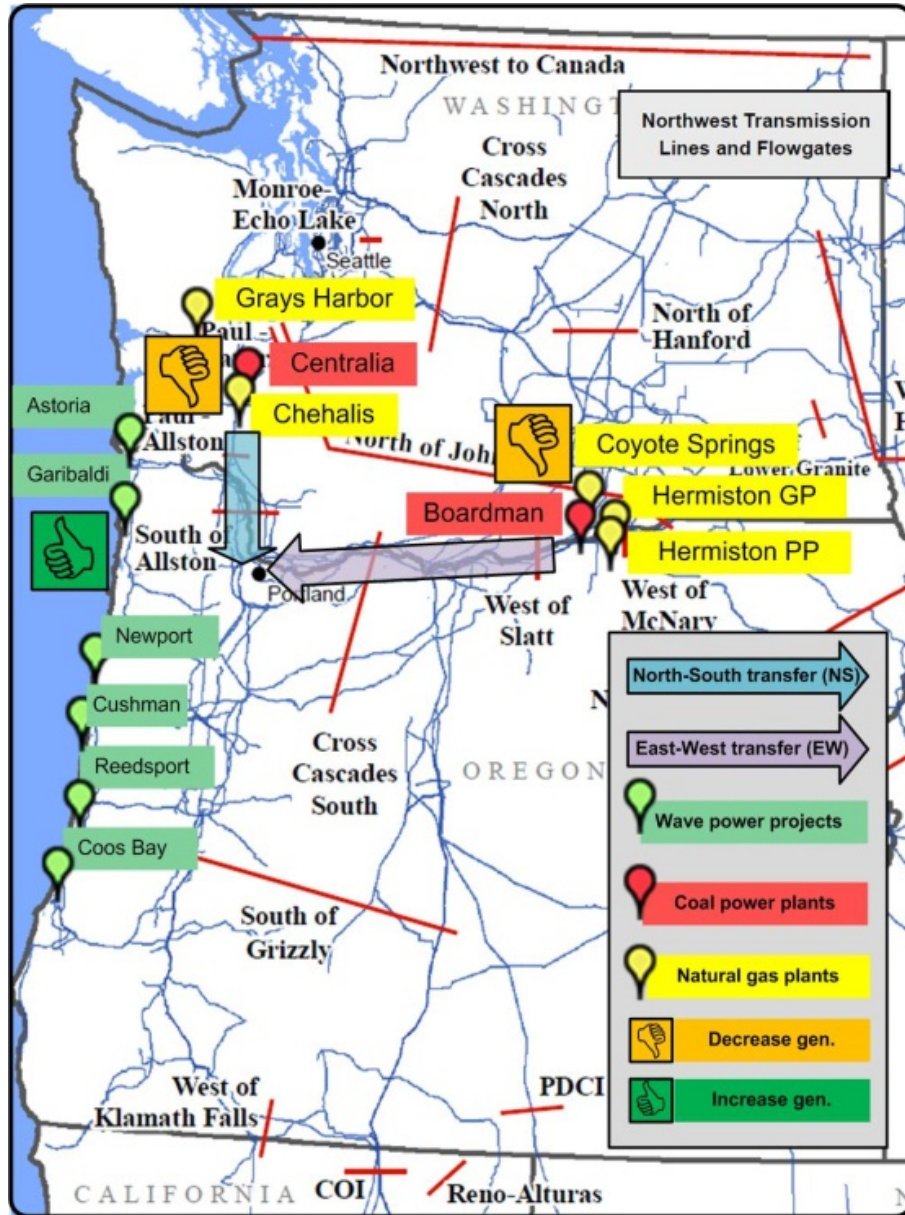 Northwest to Canada
WASHINGT
Northwest Transmission
Lines and Flowgates
Cross
Cascades
North
Monroe-
Echo Lake
Seattle
Grays Harbor
Paul -
North of
Hanford
Centralia
Chehalis
Astoria
Paul -
Allston
North of Joh
Coyote Springs
Lower Granite
Garibaldi
Boardman
Hermiston GP
South of
Allston
Hermiston PP
Portland
West of
Slatt
West of
McNary
Newport
Cushman
Reedsport
Coos Bay
Cross
Cascades
South
OREGON
North-South transfer (NS)
East-West transfer (EW)
Wave power projects
Coal power plants
Natural gas plants
Decrease gen.
Increase gen.
South of
Grizzly
West of
Klamath Falls
PDCI
CALIFORNIA
COI
Reno-Alturas